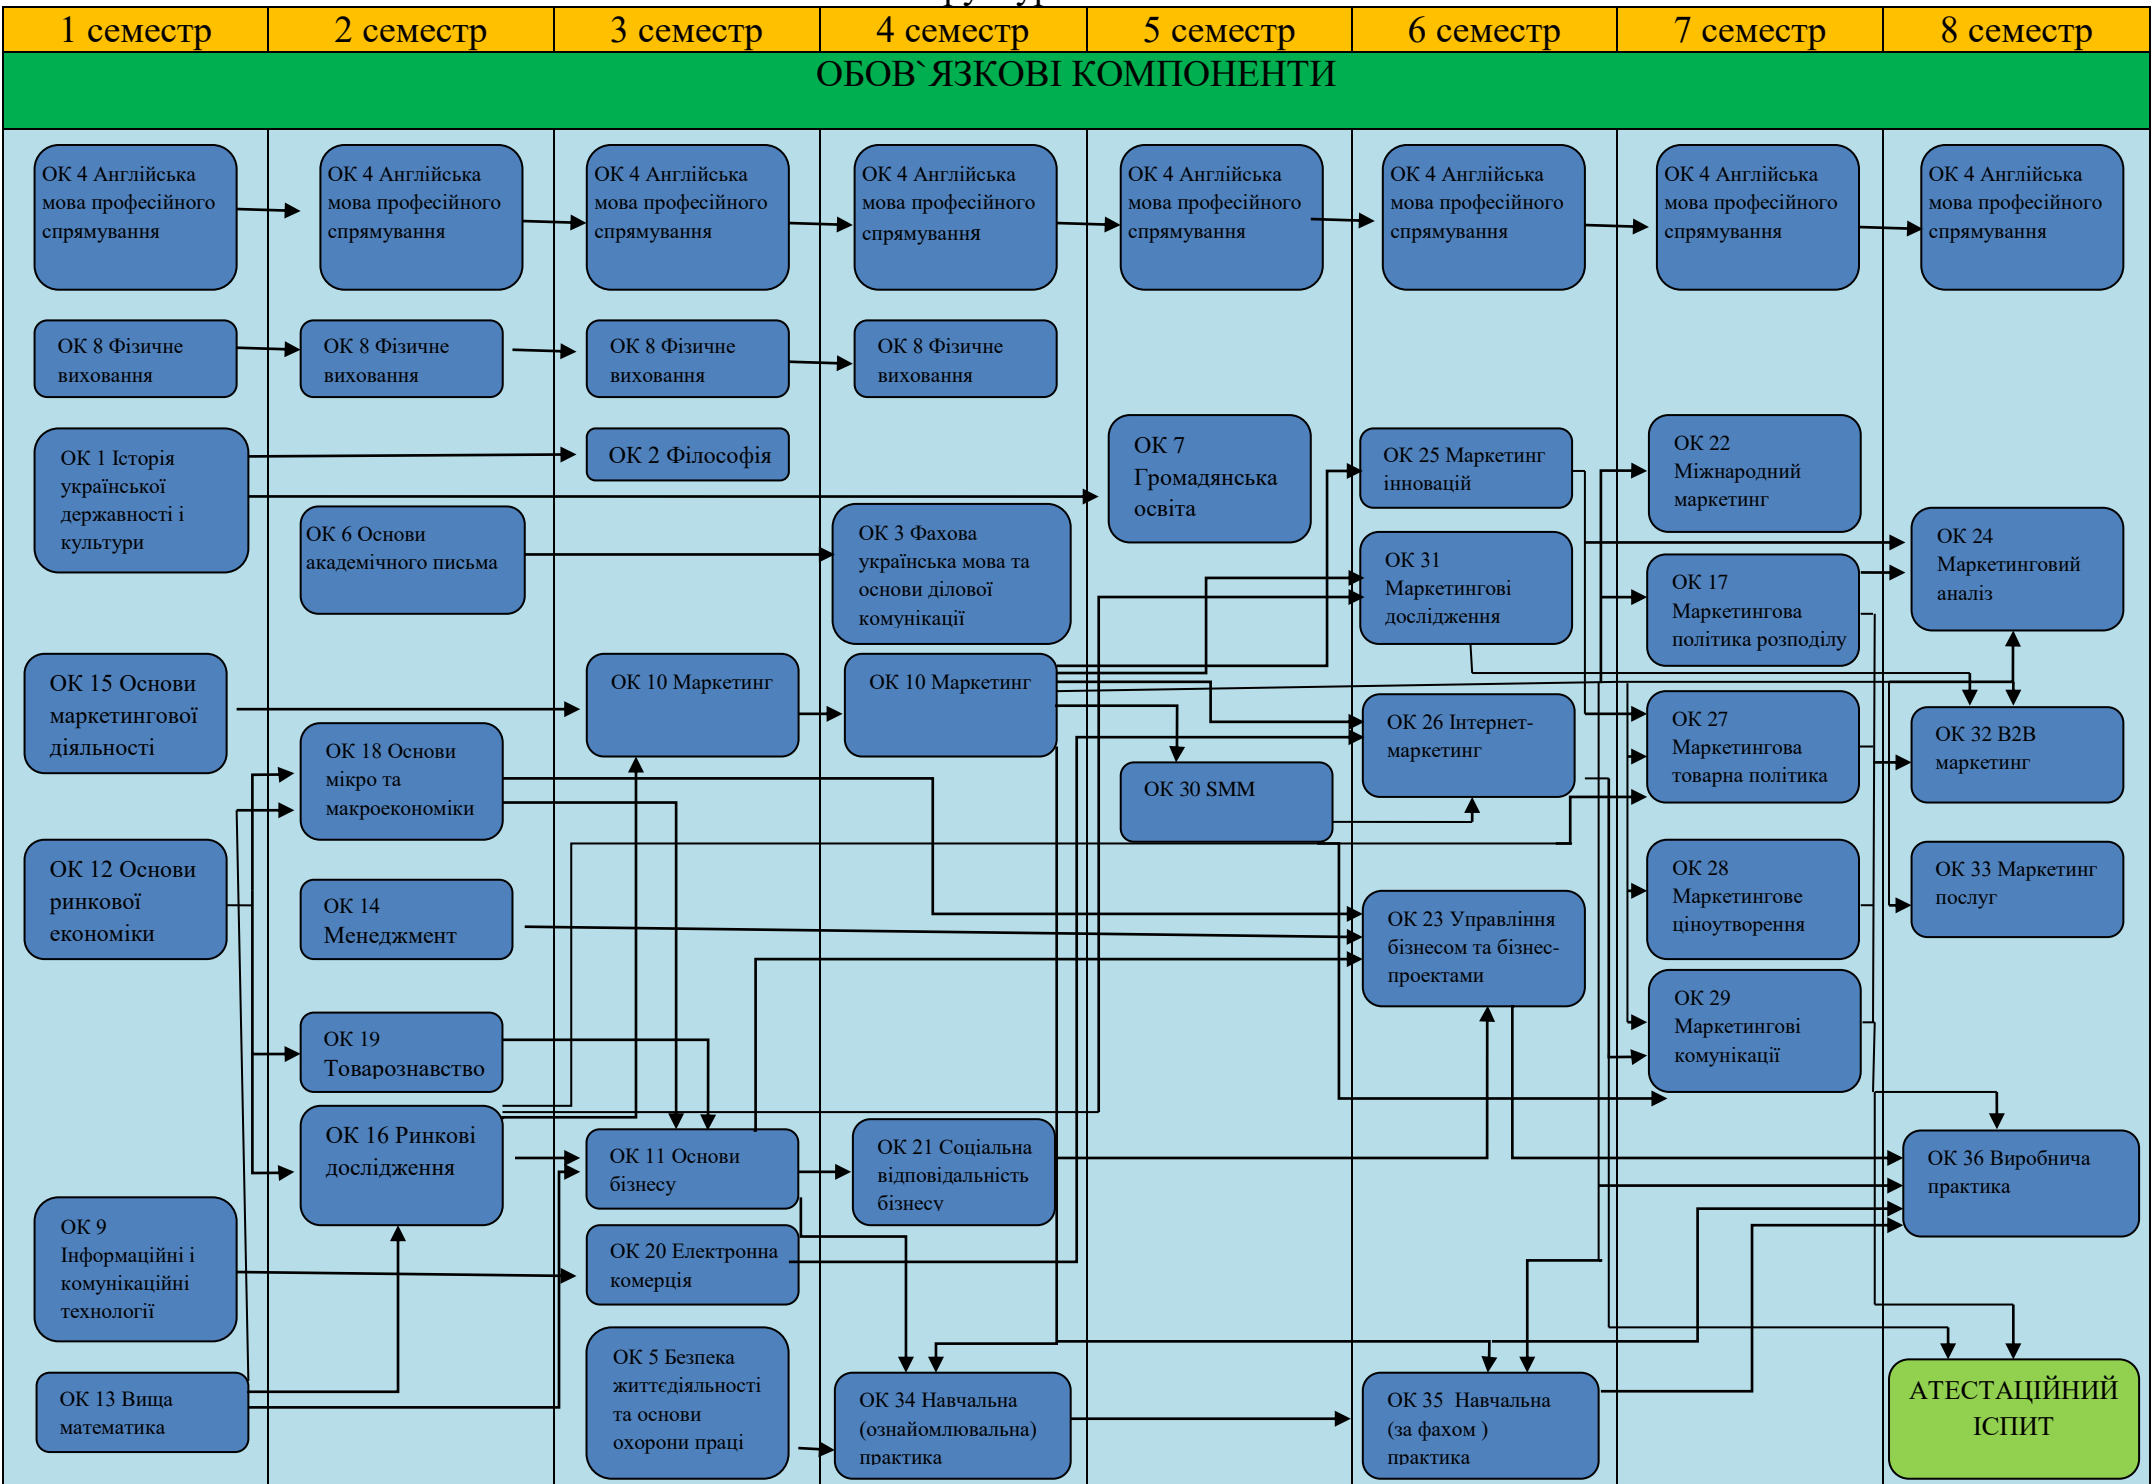 1 семестр
2 семестр
3 семестр
4 семестр
5 семестр
6 семестр
7 семестр
8 семестр
ОБОВ`ЯЗКОВІ КОМПОНЕНТИ
ОК 4 Англійська
мова професійного
спрямування
ОК 4 Англійська
мова професійного
спрямування
ОК 4 Англійська
мова професійного
спрямування
ОК 4 Англійська
мова професійного
спрямування
ОК 4 Англійська
мова професійного
спрямування
ОК 4 Англійська
мова професійного
спрямування
ОК 4 Англійська
мова професійного
спрямування
ОК 4 Англійська
мова професійного
спрямування
ОК 8 Фізичне
виховання
ОК 8 Фізичне
виховання
ОК 8 Фізичне
виховання
ОК 8 Фізичне
виховання
ОК 1 Історія
української
державності і
культури
ОК 2 Філософія
ОК 7
Громадянська
освіта
ОК 25 Маркетинг
інновацій
ОК 22
Міжнародний
маркетинг
ОК 6 Основи
академічного письма
ОК 3 Фахова
українська мова та
основи ділової
комунікації
ОК 31
Маркетингові
дослідження
ОК 17
Маркетингова
політика розподілу
ОК 24
Маркетинговий
аналіз
ОК 15 Основи
маркетингової
діяльності
ОК 10 Маркетинг
ОК 10 Маркетинг
ОК 18 Основи
мікро та
макроекономіки
ОК 30 SMM
ОК 26 Інтернет-
маркетинг
ОК 27
Маркетингова
товарна політика
ОК 32 B2B
маркетинг
ОК 12 Основи
ринкової
економіки
ОК 14
Менеджмент
ОК 23 Управління
бізнесом та бізнес-
проектами
ОК 28
Маркетингове
ціноутворення
ОК 33 Маркетинг
послуг
ОК 19
Товарознавство
ОК 29
Маркетингові
комунікації
ОК 16 Ринкові
дослідження
ОК 11 Основи
бізнесу
ОК 21 Соціальна
відповідальність
бізнесу
ОК 36 Виробнича
практика
ОК 9
Інформаційні і
комунікаційні
технології
ОК 20 Електронна
комерція
ОК 13 Вища
математика
ОК 5 Безпека
життєдіяльності
та основи
охорони праці
ОК 34 Навчальна
(ознайомлювальна)
практика
ОК 35 Навчальна
(за фахом )
практика
АТЕСТАЦІЙНИЙ
ІСПИТ